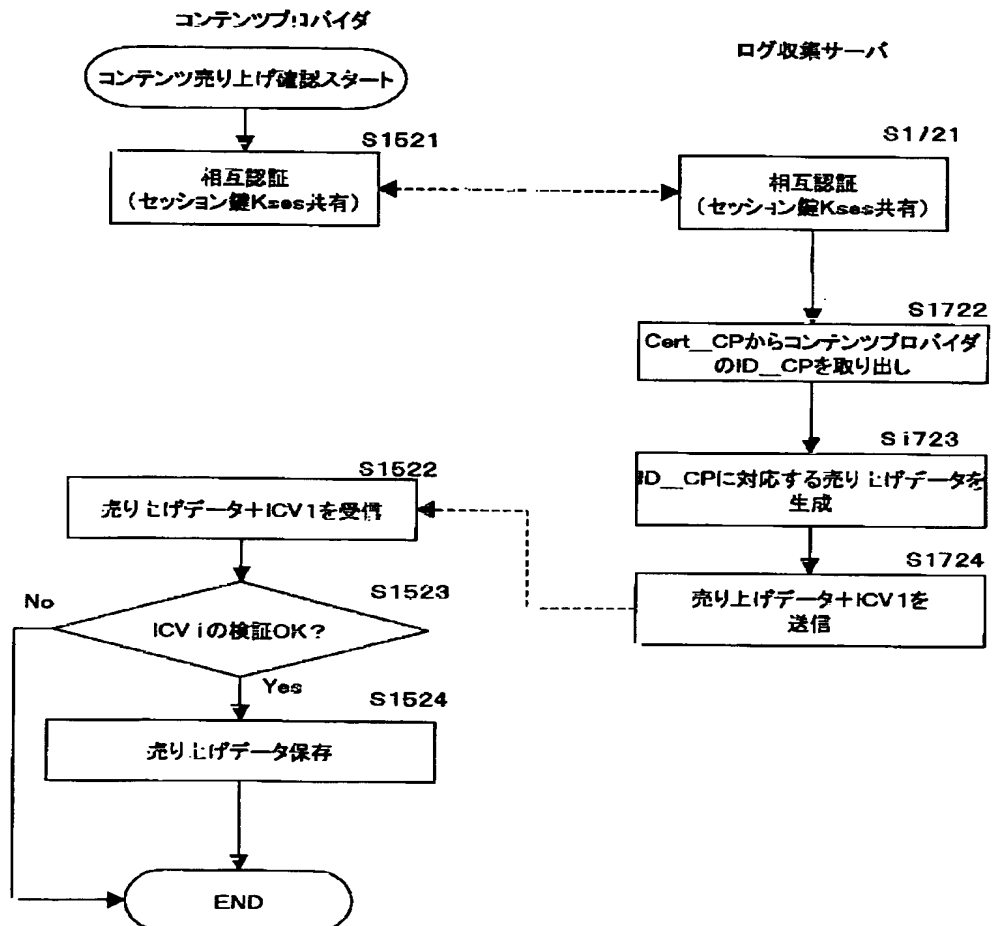 コンテンツプロバイダ
ログ収集サーバ
コンテンツ売り上げ確認スタート
S1521
相互認証
(セッション鍵Kses共有)
S1721
相互認証
(セッション鍵Kses共有)
S1722
Cert__CPからコンテンツプロバイダ
のID__CPを取り出し
S1723
ID__CPに対応する売り上げデータを
生成
S1724
売り上げデータ+ICV1を
送信
S1522
売り上げデータ+ICV1を受信
S1523
ICV1の検証OK?
No
Yes
S1524
売り上げデータ保存
END